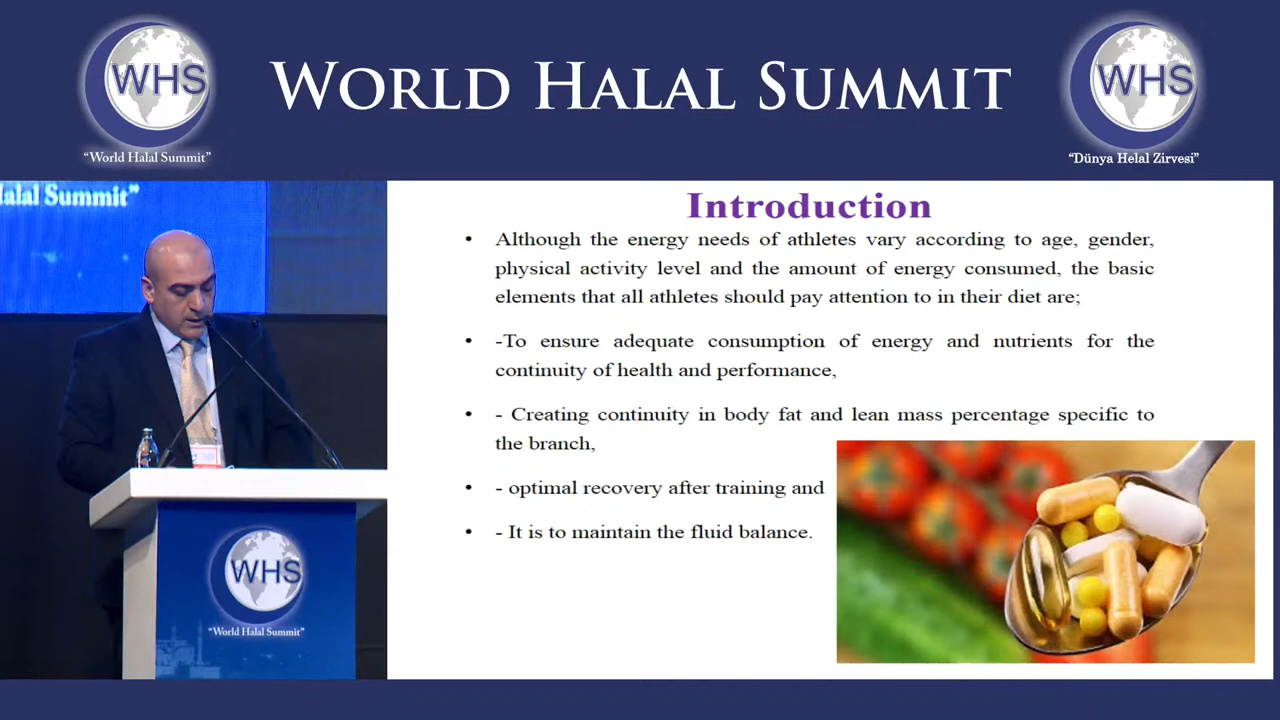 WHS
"World Halal Summit"
WORLD HALAL SUMMIT
WHS
"Dünya Helal Zirvesi"
Halal Summit"
WHS
"World Halal Summit"
Introduction
• Although the energy needs of athletes vary according to age, gender,
physical activity level and the amount of energy consumed, the basic
elements that all athletes should pay attention to in their diet are;
• -To ensure adequate consumption of energy and nutrients for the
continuity of health and performance,
• - Creating continuity in body fat and lean mass percentage specific to
the branch,
• - optimal recovery after training and
• - It is to maintain the fluid balance.